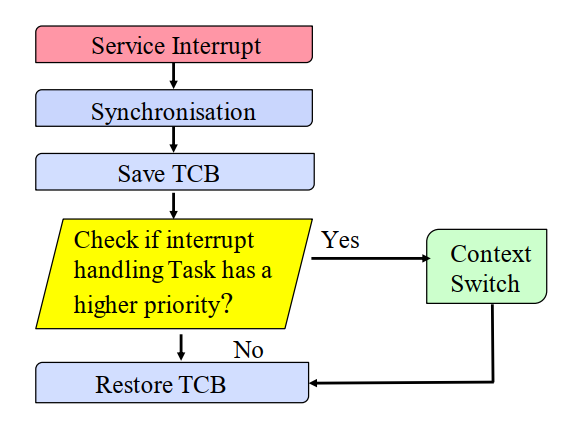 Service Interrupt
Synchronisation
Save TCB
Check if interrupt
handling Task has a
higher priority?
Yes
Context
Switch
No
Restore TCB